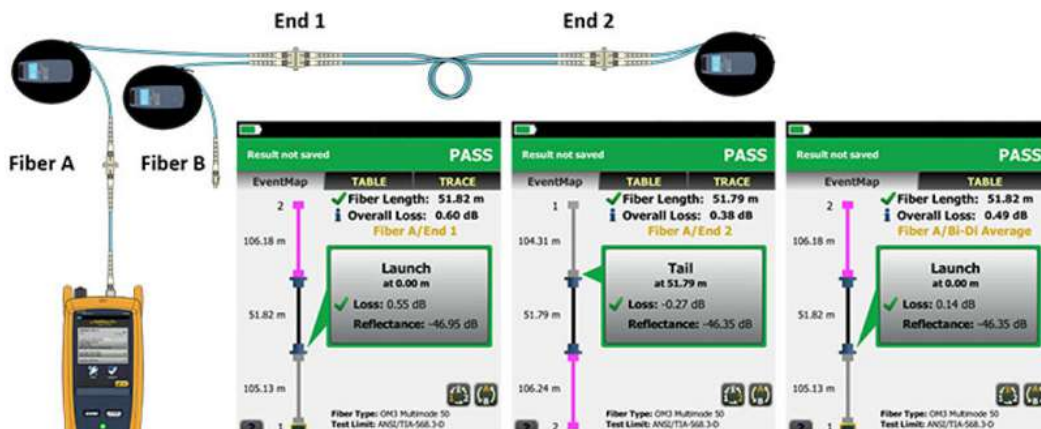 End 1
End 2
Fiber A
Fiber B
Result not saved PASS
EventMap TABLE TRACE
2
Fiber Length: 51.82 m
Overall Loss: 0.60 dB
Fiber A/End 1
106.18 m
Launch
at 0.00 m
Loss: 0.55 dB
Reflectance: -46.95 dB
51.82 m
105.13 m
Fiber Type: OM3 Multimode 50
Test Limit: ANSI/TIA-568.3-D
1
Result not saved PASS
EventMap TABLE TRACE
1
Fiber Length: 51.79 m
Overall Loss: 0.38 dB
Fiber A/End 2
104.31 m
Tail
at 51.79 m
Loss: -0.27 dB
Reflectance: -46.35 dB
51.79 m
106.24 m
Fiber Type: OM3 Multimode 50
Test Limit: ANSI/TIA-568.3-D
2
Result not saved PASS
EventMap TABLE
2
Fiber Length: 51.82 m
Overall Loss: 0.49 dB
Fiber A/Bi-Di Average
106.18 m
Launch
at 0.00 m
Loss: 0.14 dB
Reflectance: -46.35 dB
51.82 m
105.13 m
Fiber Type: OM3 Multimode 50
Test Limit: ANSI/TIA-568.3-D
1